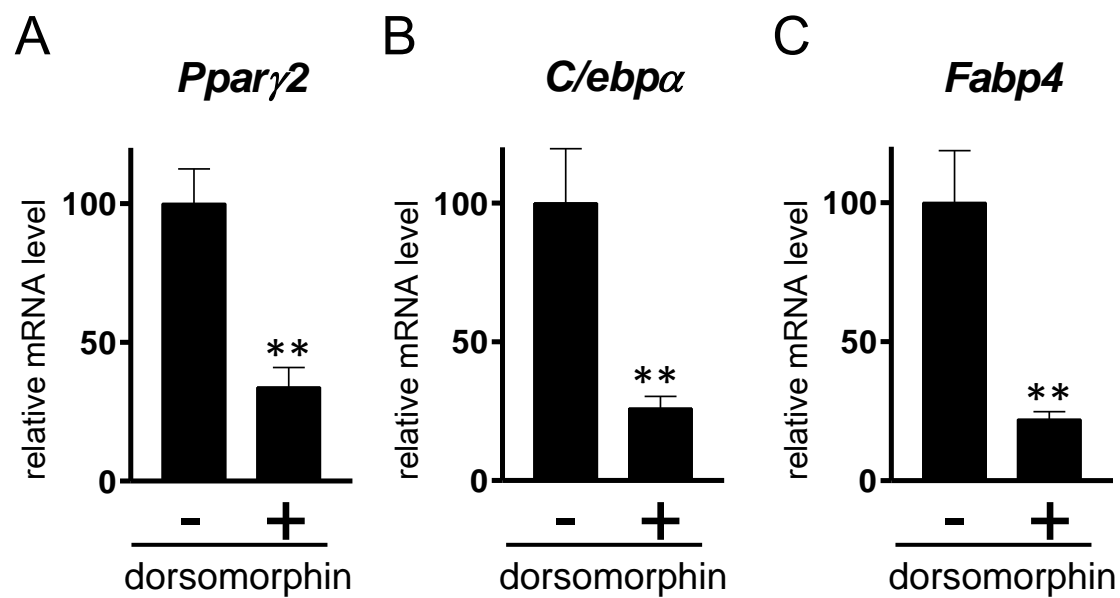 A
Pparγ2
relative mRNA level
100
50
0
**
- +
dorsomorphin
B
C/ebpα
relative mRNA level
100
50
0
**
- +
dorsomorphin
C
Fabp4
relative mRNA level
100
50
0
**
- +
dorsomorphin